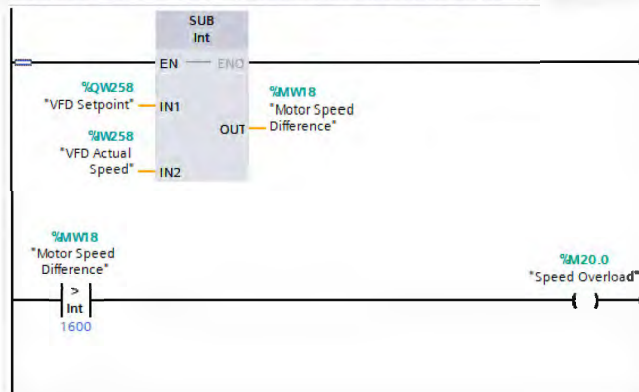 SUB
Int
EN
ENO
%QW258
"VFD Setpoint"
IN1
%MW18
"Motor Speed
Difference"
OUT
%IW258
"VFD Actual
Speed"
IN2
%MW18
"Motor Speed
Difference"
>
Int
1600
%M20.0
"Speed Overload"